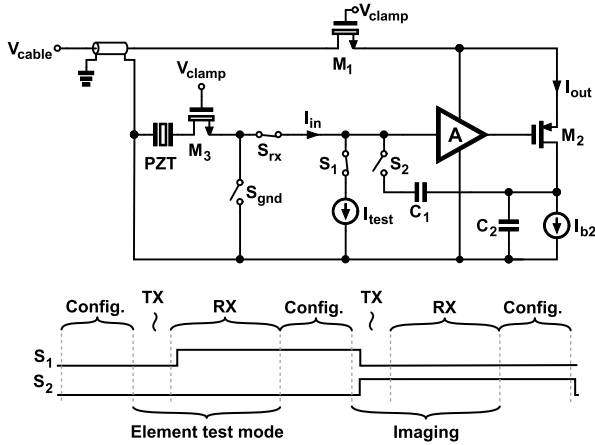 V_clamp
V_cable
M_1
V_clamp
I_out
I_in
A
M_2
PZT
M_3
S_rx
S_1
S_2
S_gnd
C_1
I_test
C_2
I_b2
TX
TX
Config.
RX
Config.
RX
Config.
S_1
S_2
Element test mode
Imaging